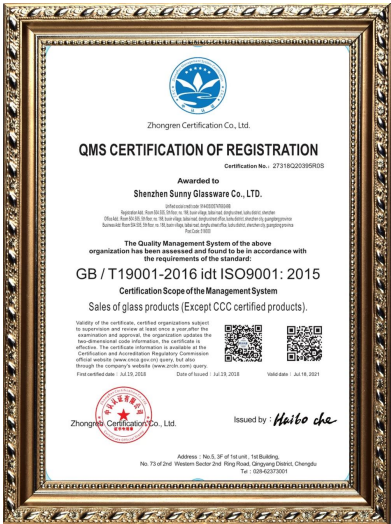 Zhongren Certification Co., Ltd.
QMS CERTIFICATION OF REGISTRATION
Certification No.: 27318Q20395R0S
Awarded to
Shenzhen Sunny Glassware Co., LTD.
The Quality Management System of the above
organization has been assessed and found to be in accordance with
the requirements of the standard:
GB / T19001-2016 idt ISO9001: 2015
Certification Scope of the Management System
Sales of glass products (Except CCC certified products).
Validity of the certificate, certified organizations subject
to supervision and review at least once a year,after the
examination and approval, the organization updates the
two-dimensional code information, the certificate is
effective. The certificate information is available at the
Certification and Accreditation Regulatory Commission
official website (www.cnca.gov.cn) query, but also
through the company's website (www.zrcln.com) query.
First certified date : Jul.19, 2018
Date of Issued : Jul.19, 2018
Valid date : Jul.19, 2021
Zhongren Certification Co., Ltd.
Issued by : Haibo che
Address : No.5, 3F of 1st unit , 1st Building,
No. 73 of 2nd Western Sector 2nd Ring Road, Qingyang District, Chengdu
Tel : 028-62373001